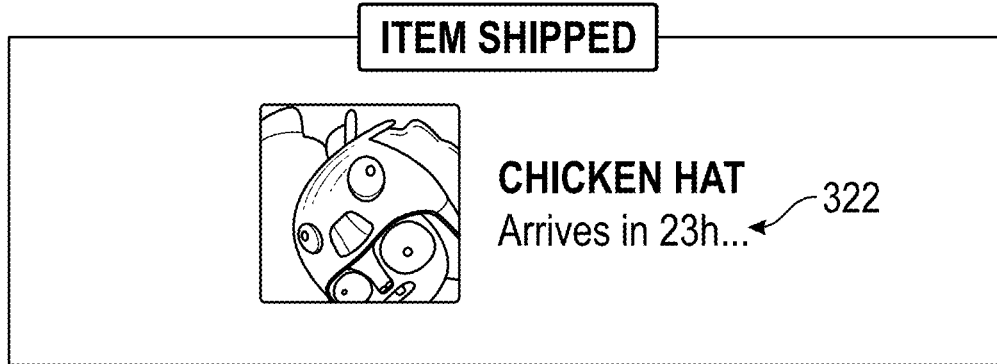 ITEM SHIPPED
CHICKEN HAT
Arrives in 23h...
322